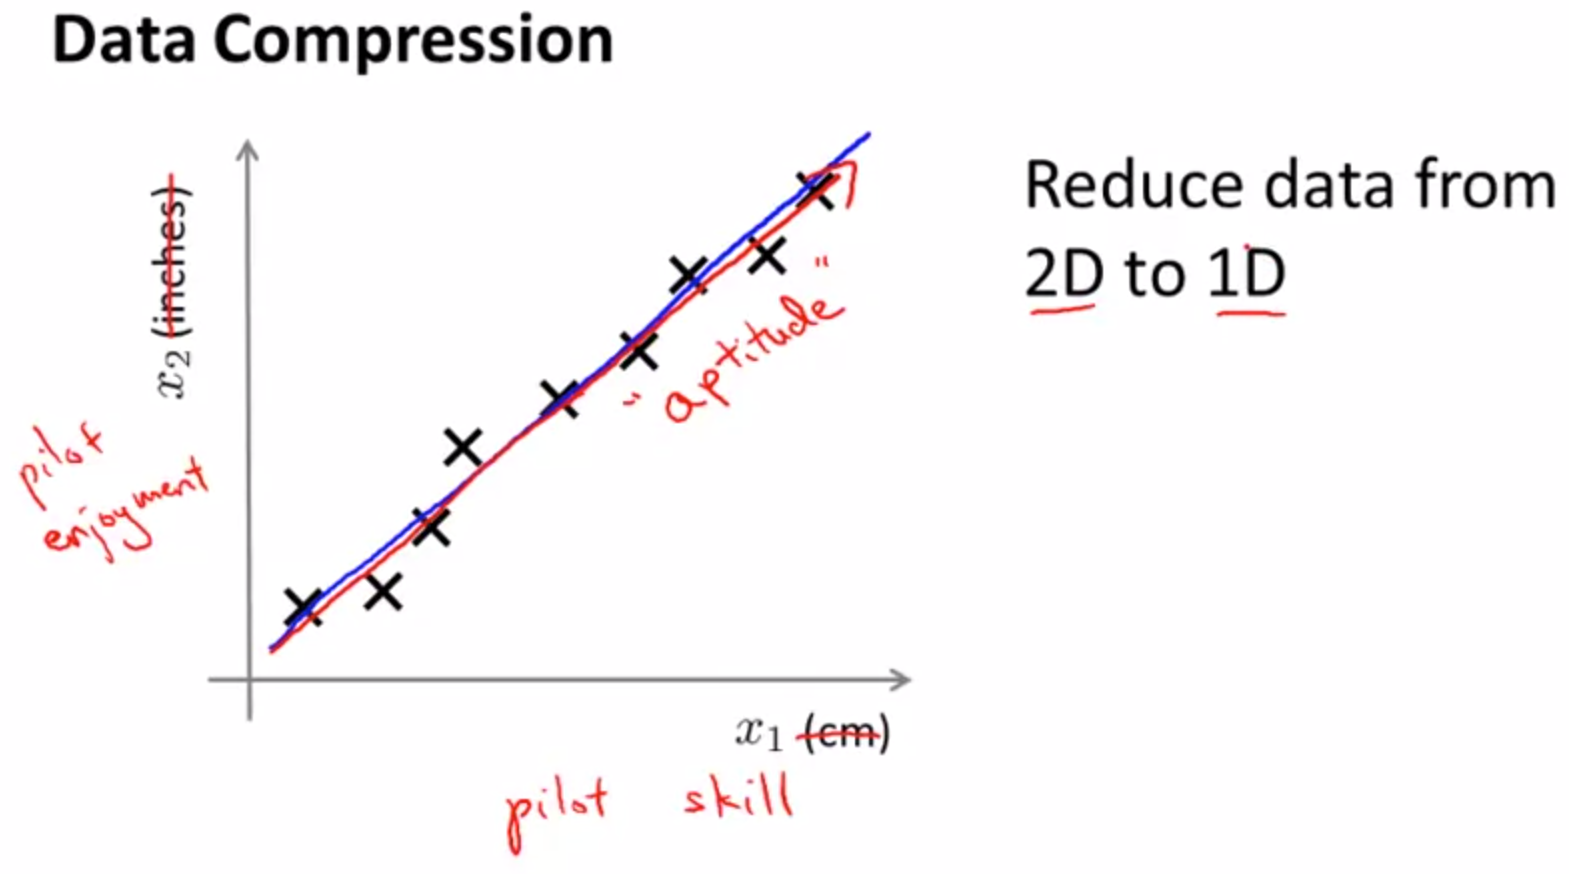 Data Compression
Reduce data from
2D to 1D
x2 (inches)
pilot
enjoyment
"aptitude"
x1 (cm)
pilot skill